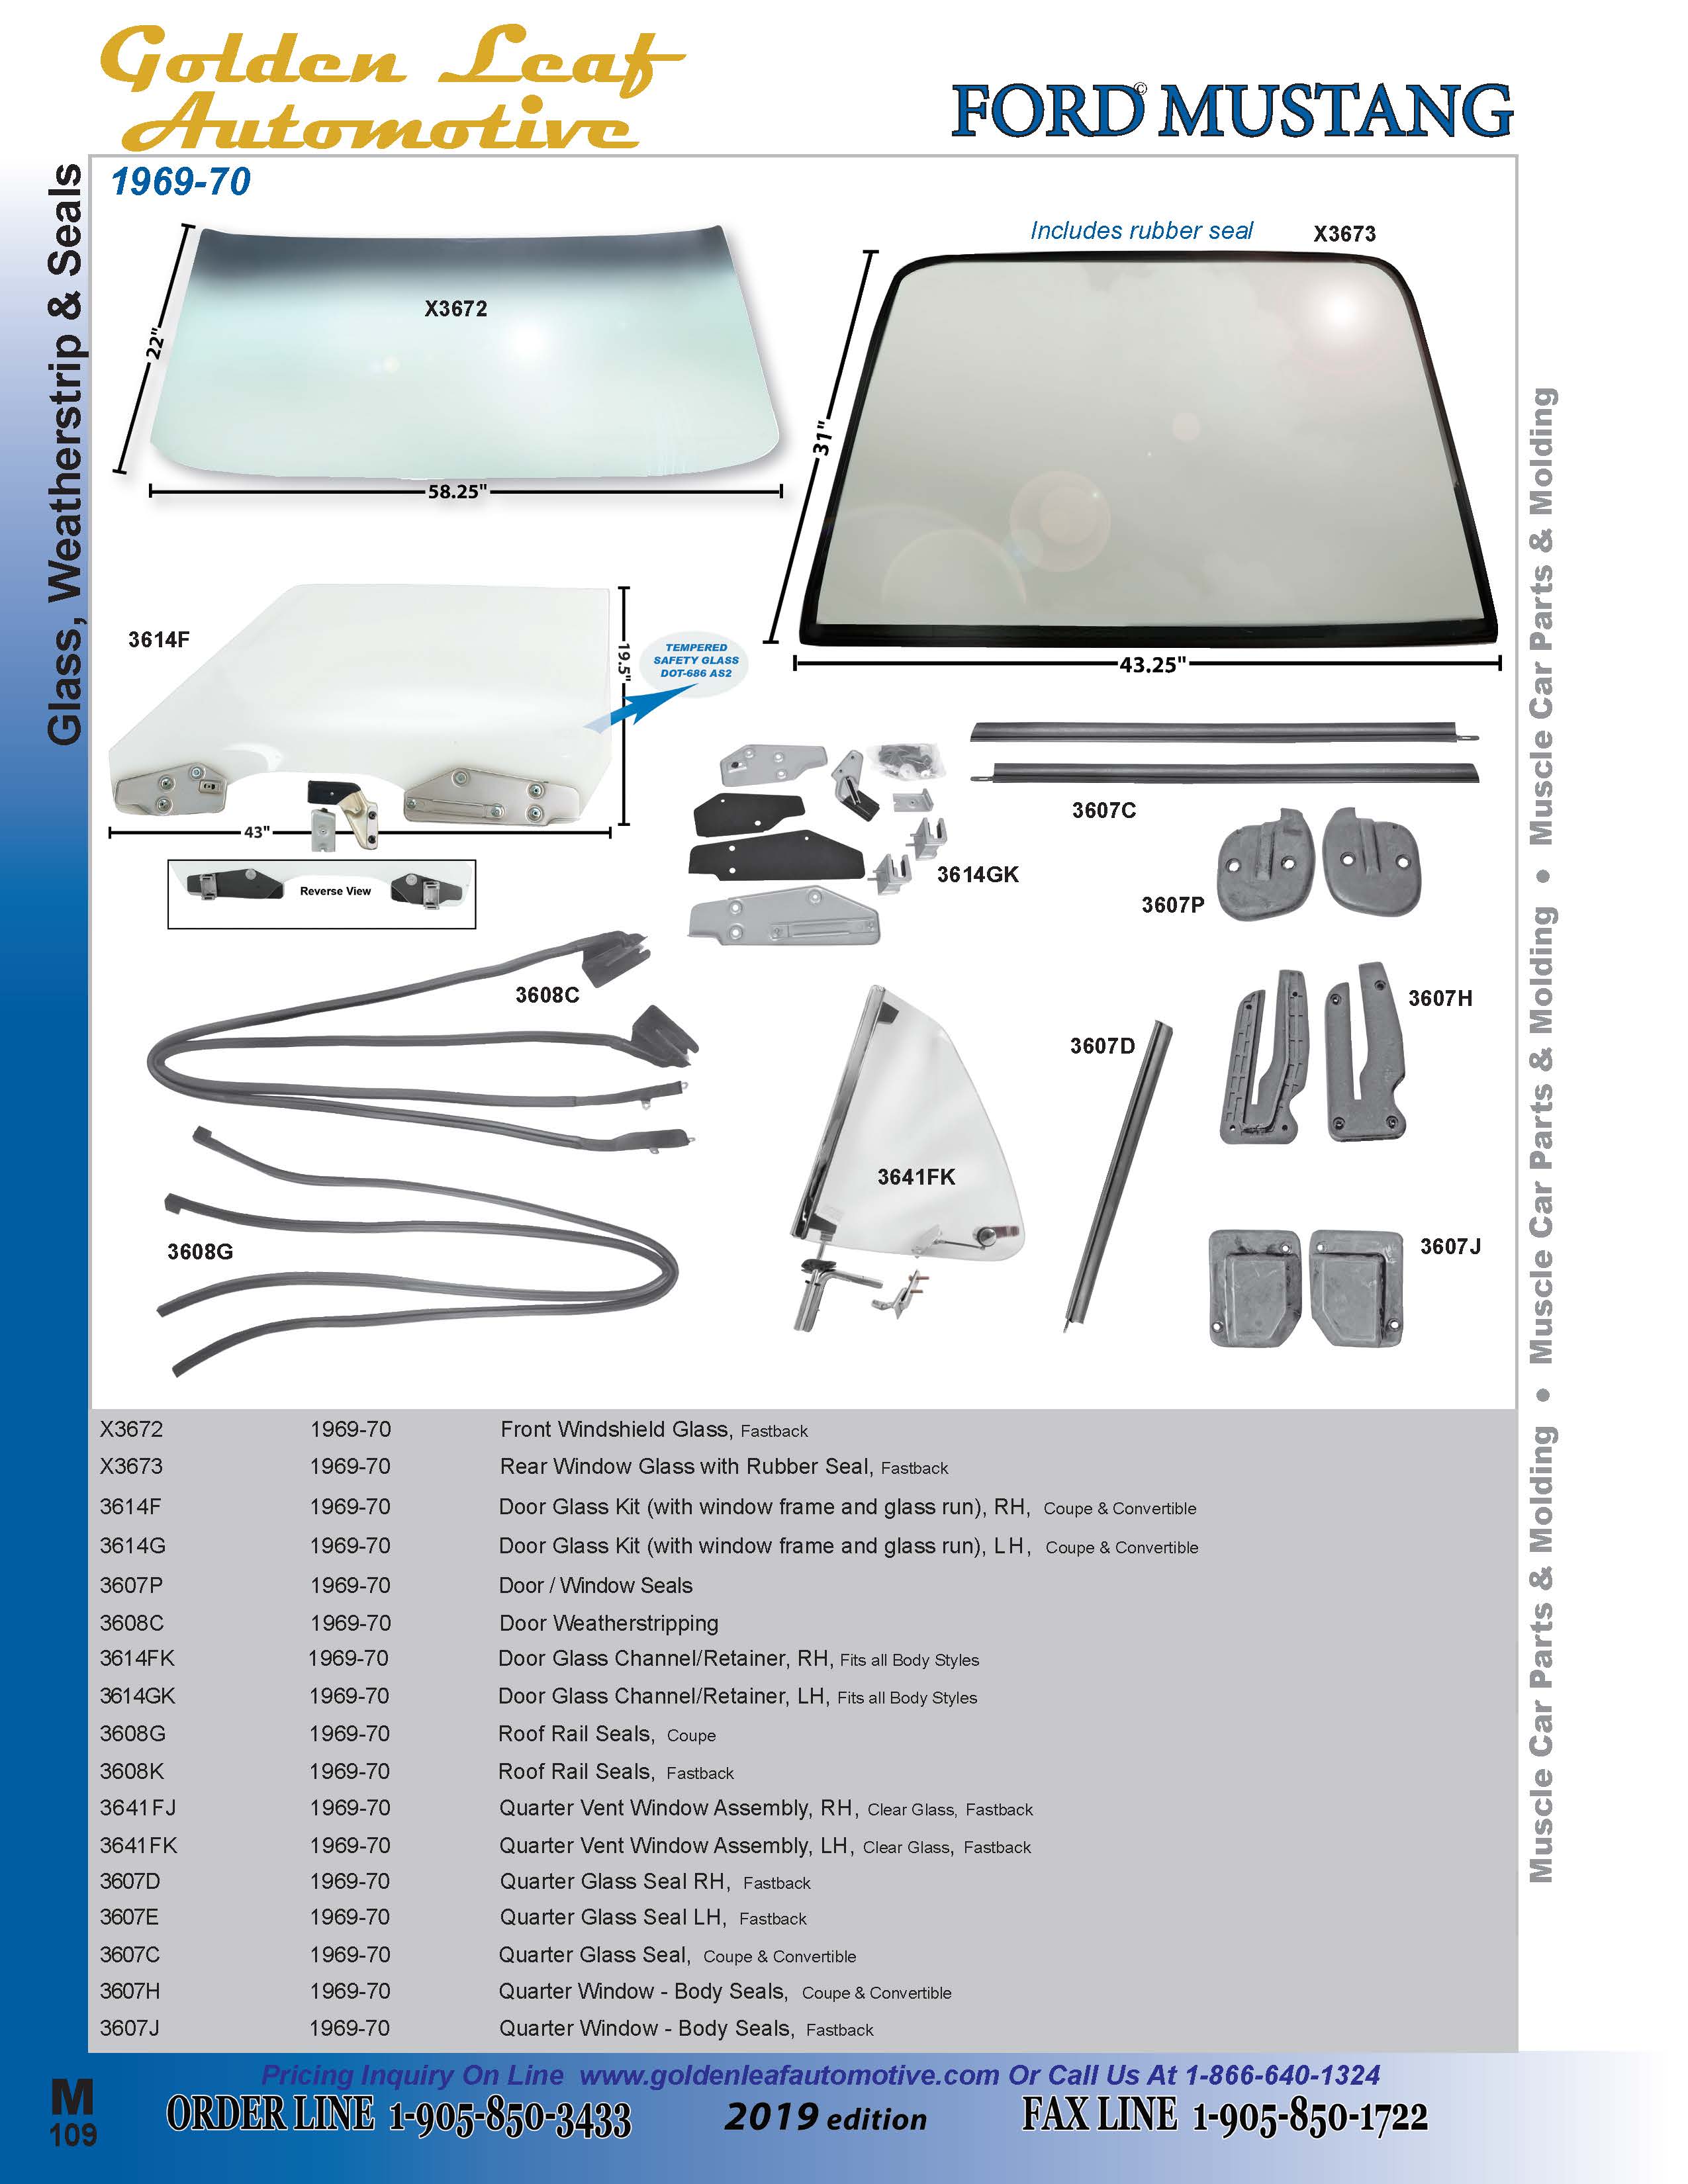 Golden Leaf
Automotive
FORD© MUSTANG
Glass, Weatherstrip & Seals
1969-70
Includes rubber seal
X3673
X3672
22"
31"
58.25"
3614F
19.5"
TEMPERED
SAFETY GLASS
DOT-686 AS2
43.25"
3607C
43"
3614GK
Reverse View
3607P
3608C
3607H
3607D
3641FK
3608G
3607J
X3672 1969-70 Front Windshield Glass, Fastback
X3673 1969-70 Rear Window Glass with Rubber Seal, Fastback
3614F 1969-70 Door Glass Kit (with window frame and glass run), RH, Coupe & Convertible
3614G 1969-70 Door Glass Kit (with window frame and glass run), LH, Coupe & Convertible
3607P 1969-70 Door / Window Seals
3608C 1969-70 Door Weatherstripping
3614FK 1969-70 Door Glass Channel/Retainer, RH, Fits all Body Styles
3614GK 1969-70 Door Glass Channel/Retainer, LH, Fits all Body Styles
3608G 1969-70 Roof Rail Seals, Coupe
3608K 1969-70 Roof Rail Seals, Fastback
3641FJ 1969-70 Quarter Vent Window Assembly, RH, Clear Glass, Fastback
3641FK 1969-70 Quarter Vent Window Assembly, LH, Clear Glass, Fastback
3607D 1969-70 Quarter Glass Seal RH, Fastback
3607E 1969-70 Quarter Glass Seal LH, Fastback
3607C 1969-70 Quarter Glass Seal, Coupe & Convertible
3607H 1969-70 Quarter Window - Body Seals, Coupe & Convertible
3607J 1969-70 Quarter Window - Body Seals, Fastback
Muscle Car Parts & Molding • Muscle Car Parts & Molding • Muscle Car Parts & Molding
Pricing Inquiry On Line www.goldenleafautomotive.com Or Call Us At 1-866-640-1324
M
109
ORDER LINE 1-905-850-3433
2019 edition
FAX LINE 1-905-850-1722